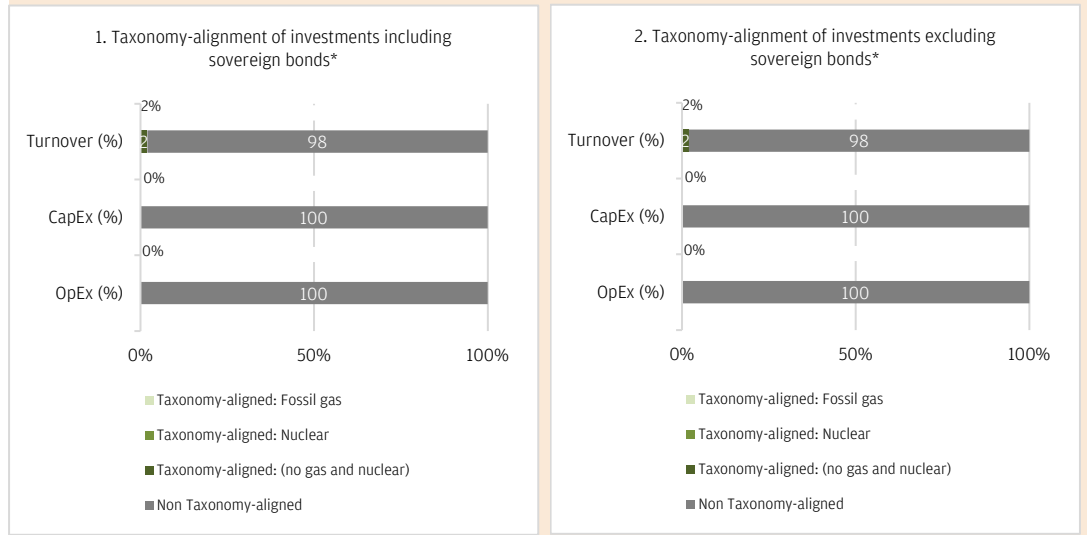 1. Taxonomy-alignment of investments including
sovereign bonds*
2%
Turnover (%)
2
98
0%
CapEx (%)
100
0%
OpEx (%)
100
0%
50%
100%
Taxonomy-aligned: Fossil gas
Taxonomy-aligned: Nuclear
Taxonomy-aligned: (no gas and nuclear)
Non Taxonomy-aligned
2. Taxonomy-alignment of investments excluding
sovereign bonds*
2%
Turnover (%)
2
98
0%
CapEx (%)
100
0%
OpEx (%)
100
0%
50%
100%
Taxonomy-aligned: Fossil gas
Taxonomy-aligned: Nuclear
Taxonomy-aligned: (no gas and nuclear)
Non Taxonomy-aligned